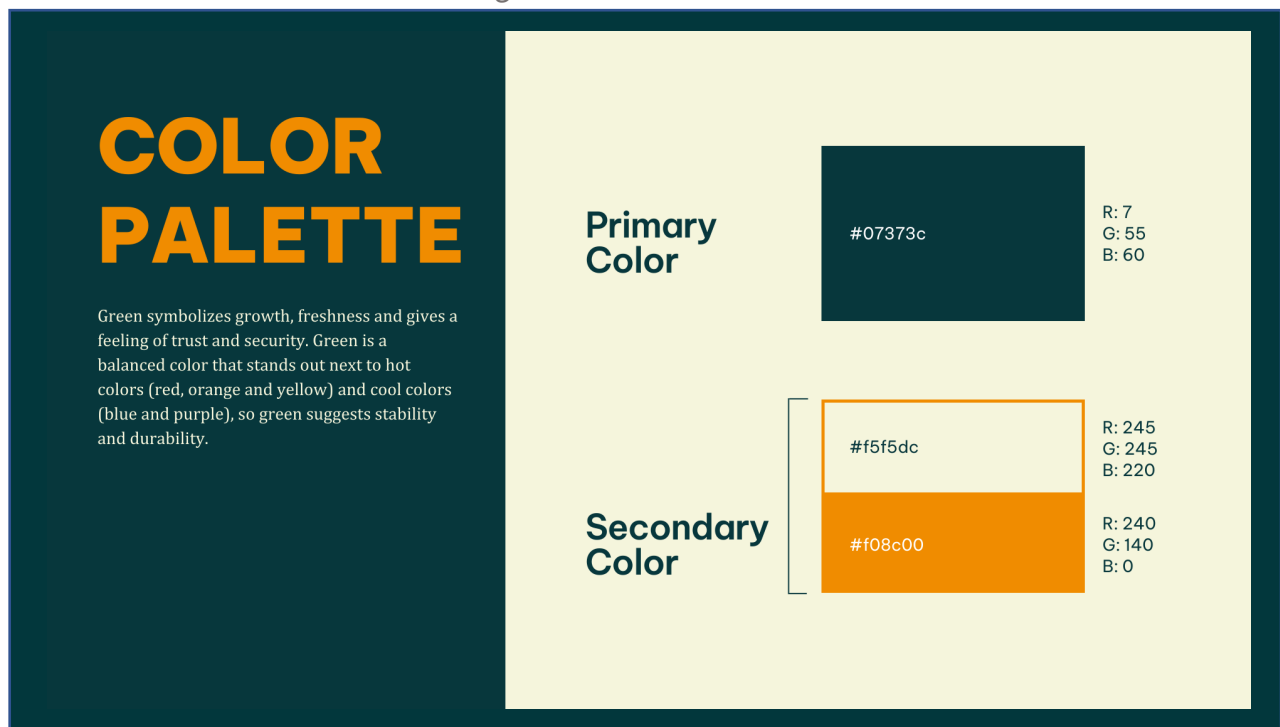 COLOR
PALETTE
Green symbolizes growth, freshness and gives a
feeling of trust and security. Green is a
balanced color that stands out next to hot
colors (red, orange and yellow) and cool colors
(blue and purple), so green suggests stability
and durability.
Primary
Color
#07373c
R: 7
G: 55
B: 60
Secondary
Color
#f5f5dc
R: 245
G: 245
B: 220
#f08c00
R: 240
G: 140
B: 0